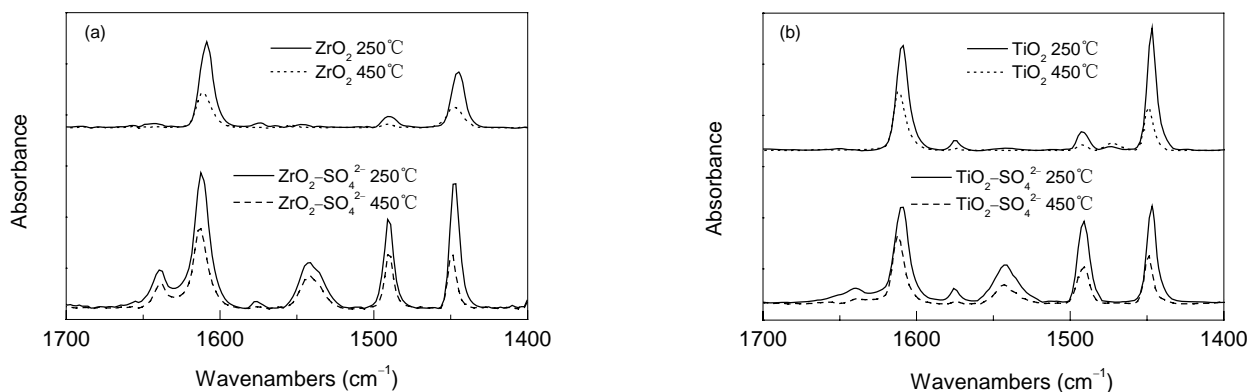 (a)
ZrO₂ 250℃
ZrO₂ 450℃
ZrO₂–SO₄²⁻ 250℃
ZrO₂–SO₄²⁻ 450℃
Absorbance
1700 1600 1500 1400
Wavenambers (cm⁻¹)
(b)
TiO₂ 250℃
TiO₂ 450℃
TiO₂–SO₄²⁻ 250℃
TiO₂–SO₄²⁻ 450℃
Absorbance
1700 1600 1500 1400
Wavenambers (cm⁻¹)